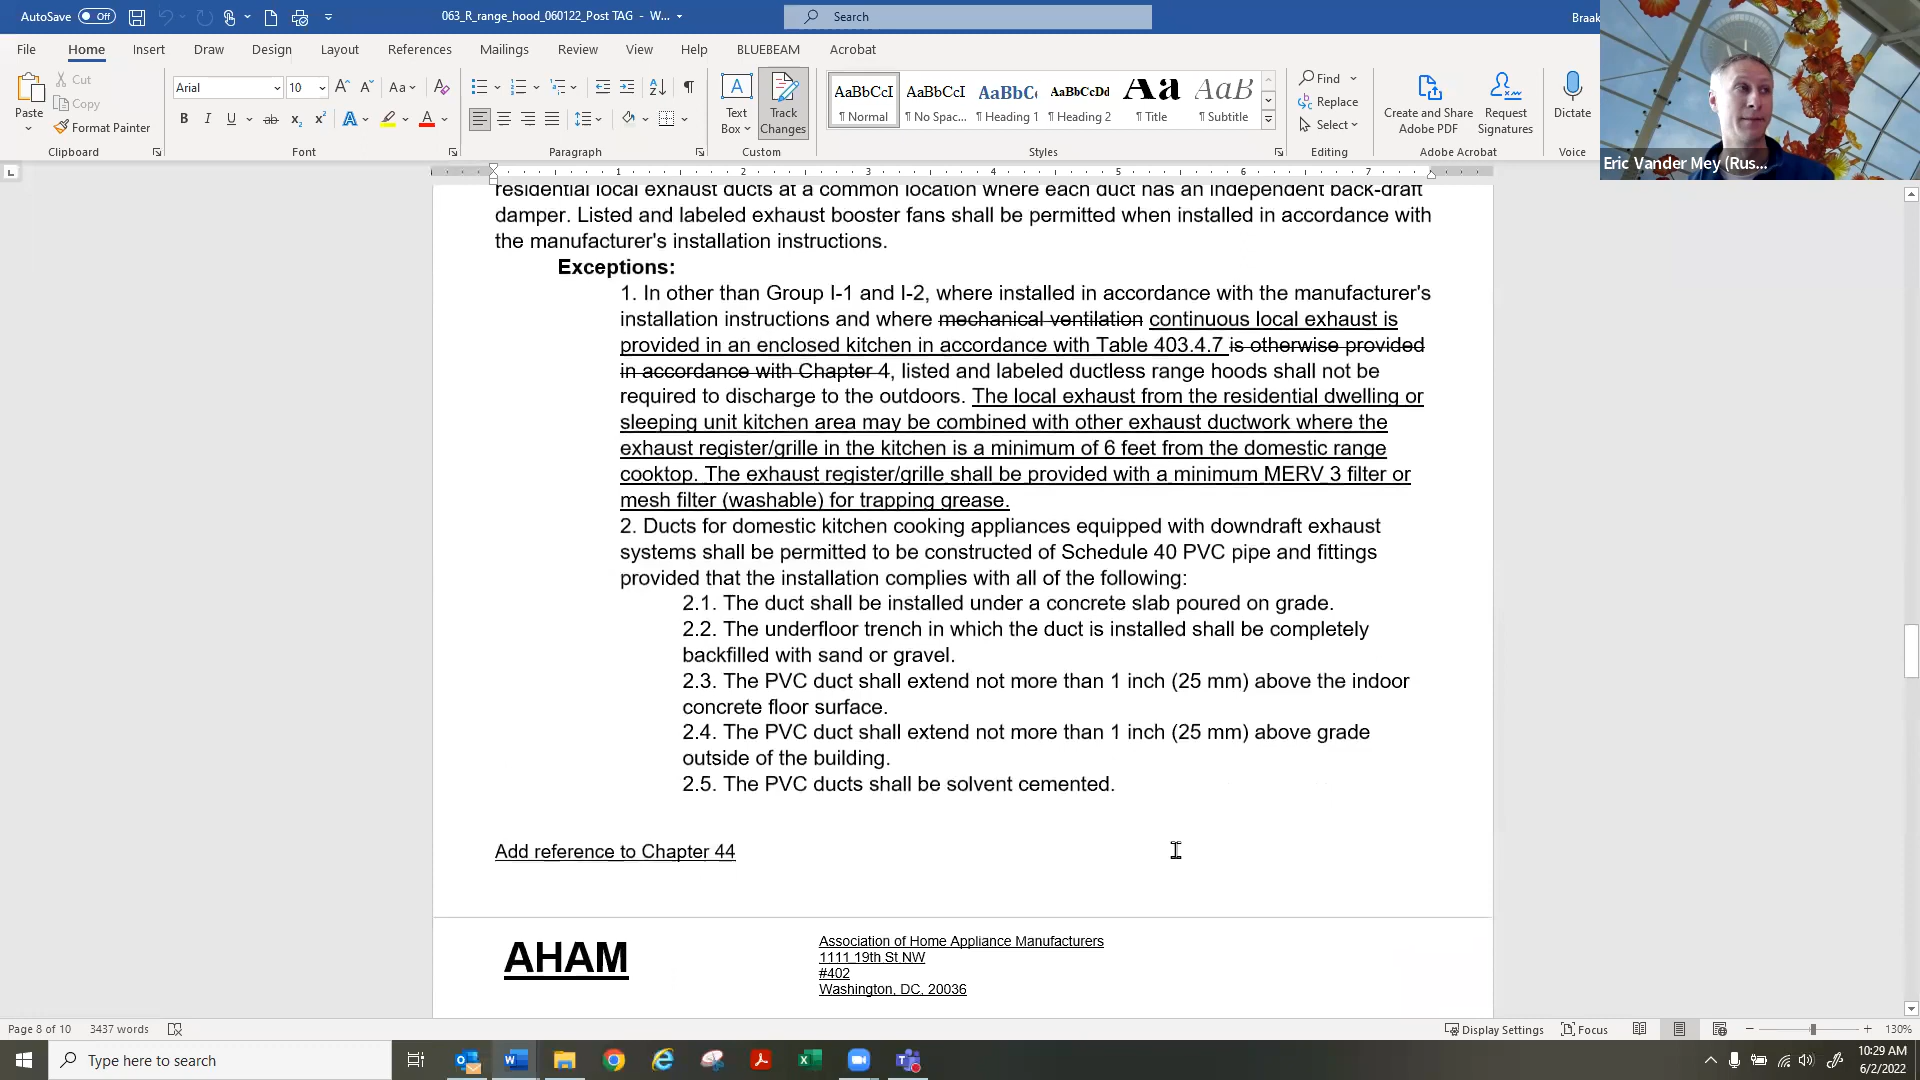 AutoSave Off 063_R_range_hood_060122_Post TAG - W... Search Braak
File Home Insert Draw Design Layout References Mailings Review View Help BLUEBEAM Acrobat
Paste Cut Copy Format Painter
Arial 10
Text Box Track Changes
AaBbCcI AaBbCcI AaBbCc AaBbCcDd AaB AaB
¶ Normal ¶ No Spac... ¶ Heading 1 ¶ Heading 2 ¶ Title ¶ Subtitle
Find Replace Select
Create and Share Adobe PDF Request Signatures Dictate
Clipboard Font Paragraph Custom Styles Editing Adobe Acrobat Voice
Eric Vander Mey (Rus...
1 2 3 4 5 6 7
residential local exhaust ducts at a common location where each duct has an independent back-draft
damper. Listed and labeled exhaust booster fans shall be permitted when installed in accordance with
the manufacturer's installation instructions.
Exceptions:
1. In other than Group I-1 and I-2, where installed in accordance with the manufacturer's
installation instructions and where mechanical ventilation continuous local exhaust is
provided in an enclosed kitchen in accordance with Table 403.4.7 is otherwise provided
in accordance with Chapter 4, listed and labeled ductless range hoods shall not be
required to discharge to the outdoors. The local exhaust from the residential dwelling or
sleeping unit kitchen area may be combined with other exhaust ductwork where the
exhaust register/grille in the kitchen is a minimum of 6 feet from the domestic range
cooktop. The exhaust register/grille shall be provided with a minimum MERV 3 filter or
mesh filter (washable) for trapping grease.
2. Ducts for domestic kitchen cooking appliances equipped with downdraft exhaust
systems shall be permitted to be constructed of Schedule 40 PVC pipe and fittings
provided that the installation complies with all of the following:
2.1. The duct shall be installed under a concrete slab poured on grade.
2.2. The underfloor trench in which the duct is installed shall be completely
backfilled with sand or gravel.
2.3. The PVC duct shall extend not more than 1 inch (25 mm) above the indoor
concrete floor surface.
2.4. The PVC duct shall extend not more than 1 inch (25 mm) above grade
outside of the building.
2.5. The PVC ducts shall be solvent cemented.
Add reference to Chapter 44
AHAM
Association of Home Appliance Manufacturers
1111 19th St NW
#402
Washington, DC, 20036
Page 8 of 10 3437 words Display Settings Focus 130%
Type here to search
10:29 AM
6/2/2022